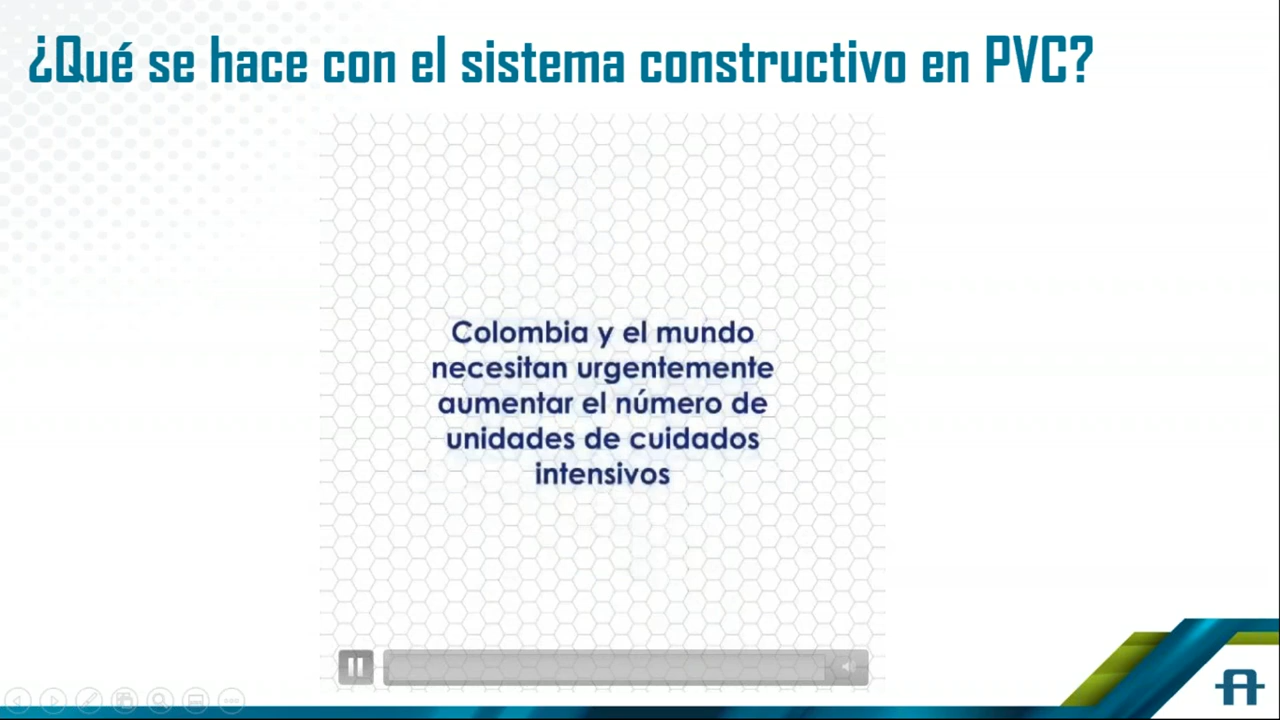 ¿Qué se hace con el sistema constructivo en PVC?
Colombia y el mundo
necesitan urgentemente
aumentar el número de
unidades de cuidados
intensivos